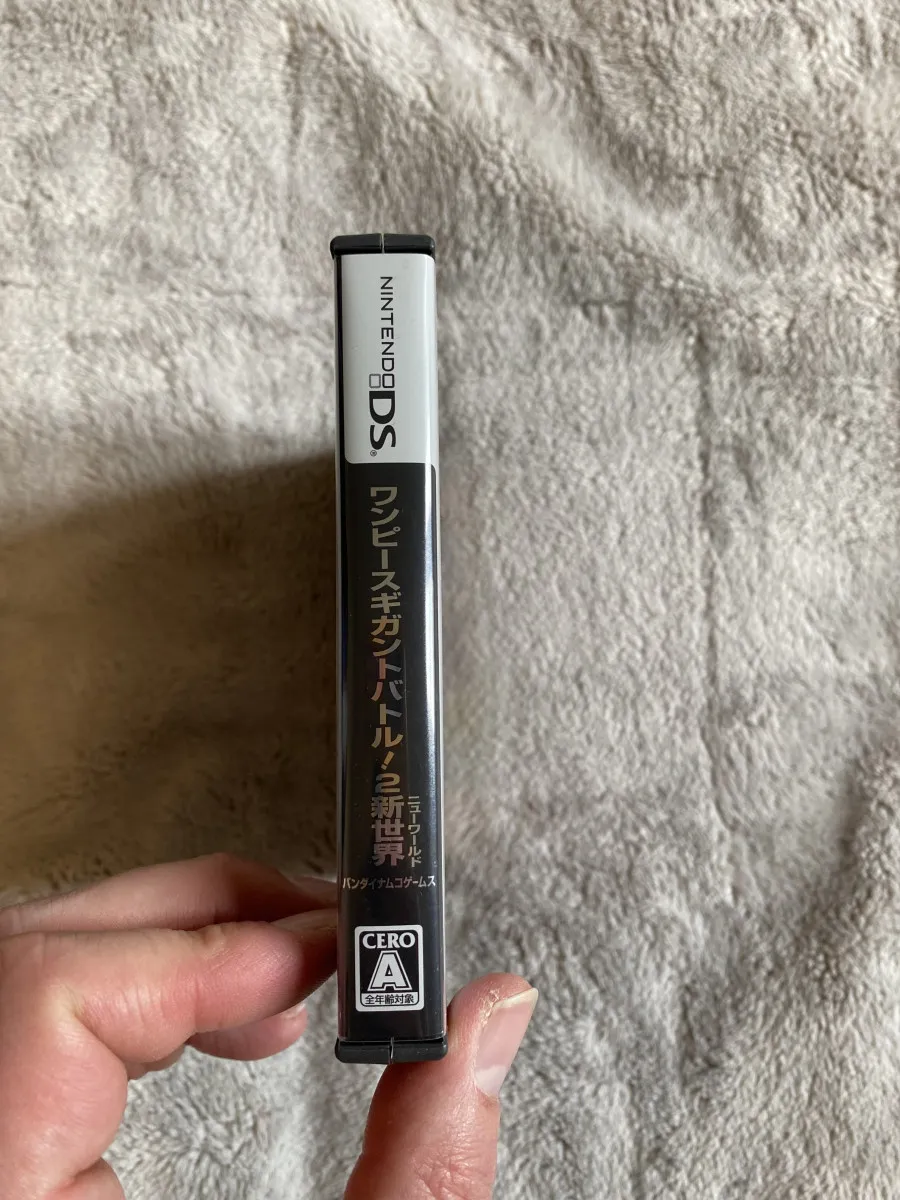 NINTENDO DS®
ワンピースギガントバトル!2新世界
ニューワールド
バンダイナムコゲームス
CERO
A
全年齢対象